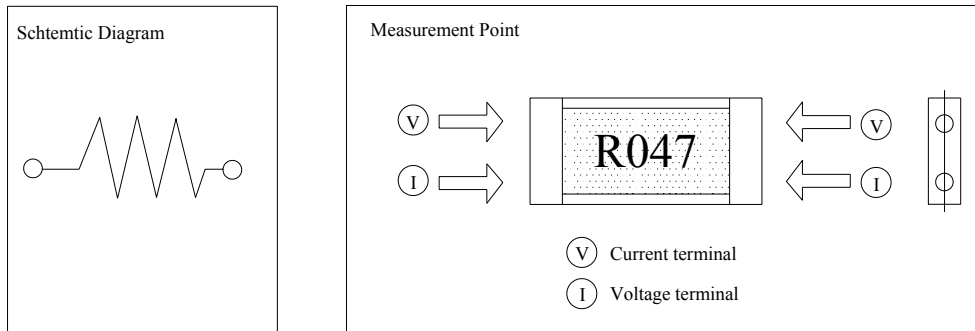 Schtemtic Diagram
Measurement Point
V
V
R047
I
I
V Current terminal
I Voltage terminal